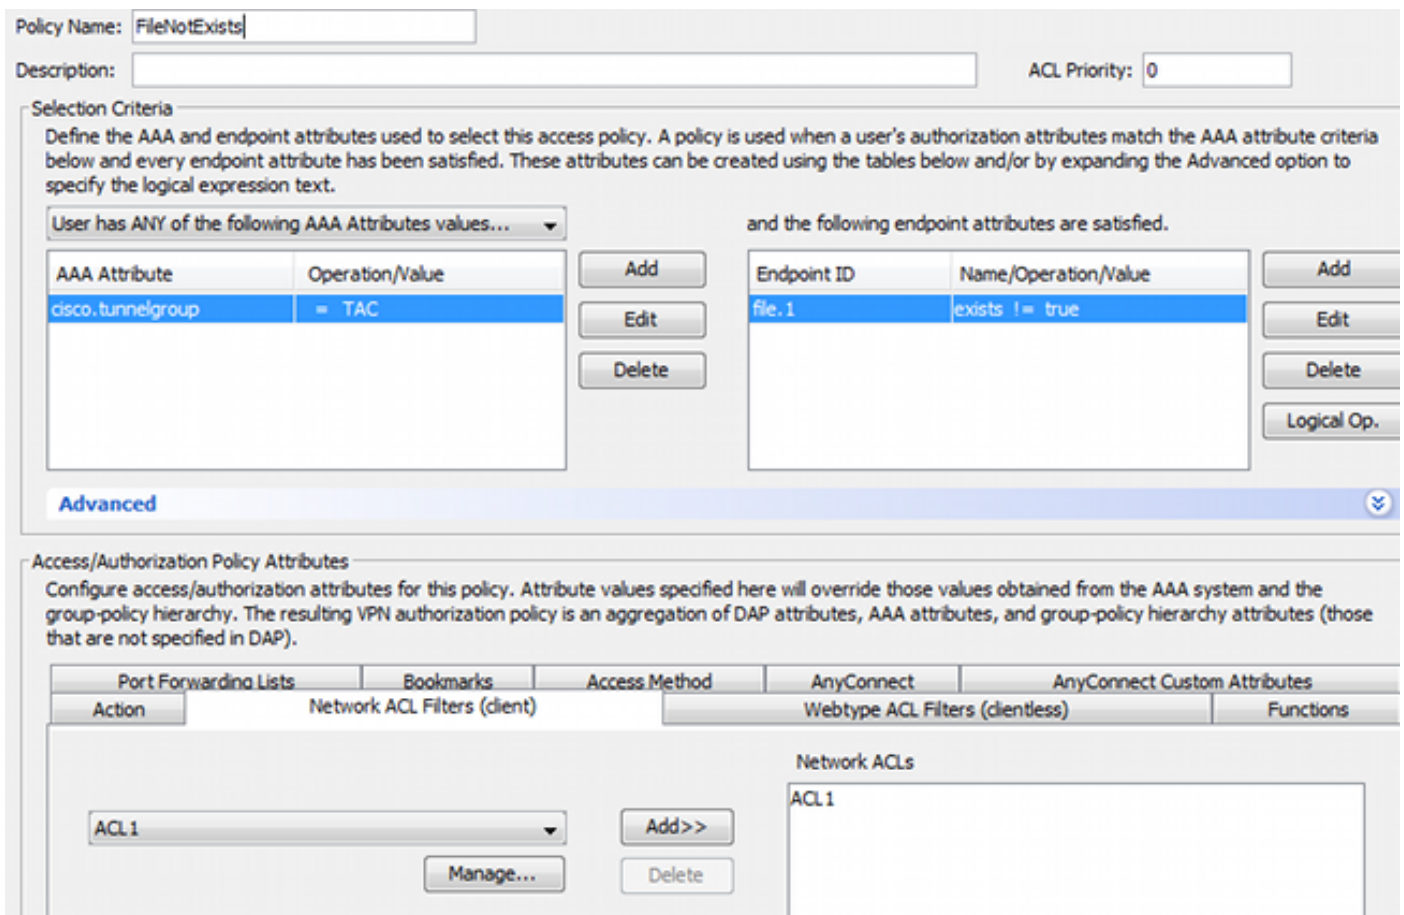 Policy Name: FileNotExists
Description:
ACL Priority: 0
Selection Criteria
Define the AAA and endpoint attributes used to select this access policy. A policy is used when a user's authorization attributes match the AAA attribute criteria
below and every endpoint attribute has been satisfied. These attributes can be created using the tables below and/or by expanding the Advanced option to
specify the logical expression text.
User has ANY of the following AAA Attributes values...
and the following endpoint attributes are satisfied.
AAA Attribute Operation/Value
cisco.tunnelgroup = TAC
Add
Edit
Delete
Endpoint ID Name/Operation/Value
file.1 exists != true
Add
Edit
Delete
Logical Op.
Advanced
Access/Authorization Policy Attributes
Configure access/authorization attributes for this policy. Attribute values specified here will override those values obtained from the AAA system and the
group-policy hierarchy. The resulting VPN authorization policy is an aggregation of DAP attributes, AAA attributes, and group-policy hierarchy attributes (those
that are not specified in DAP).
Port Forwarding Lists Bookmarks Access Method AnyConnect AnyConnect Custom Attributes
Action Network ACL Filters (client) Webtype ACL Filters (clientless) Functions
Network ACLs
ACL1
Add>>
ACL1
Manage...
Delete